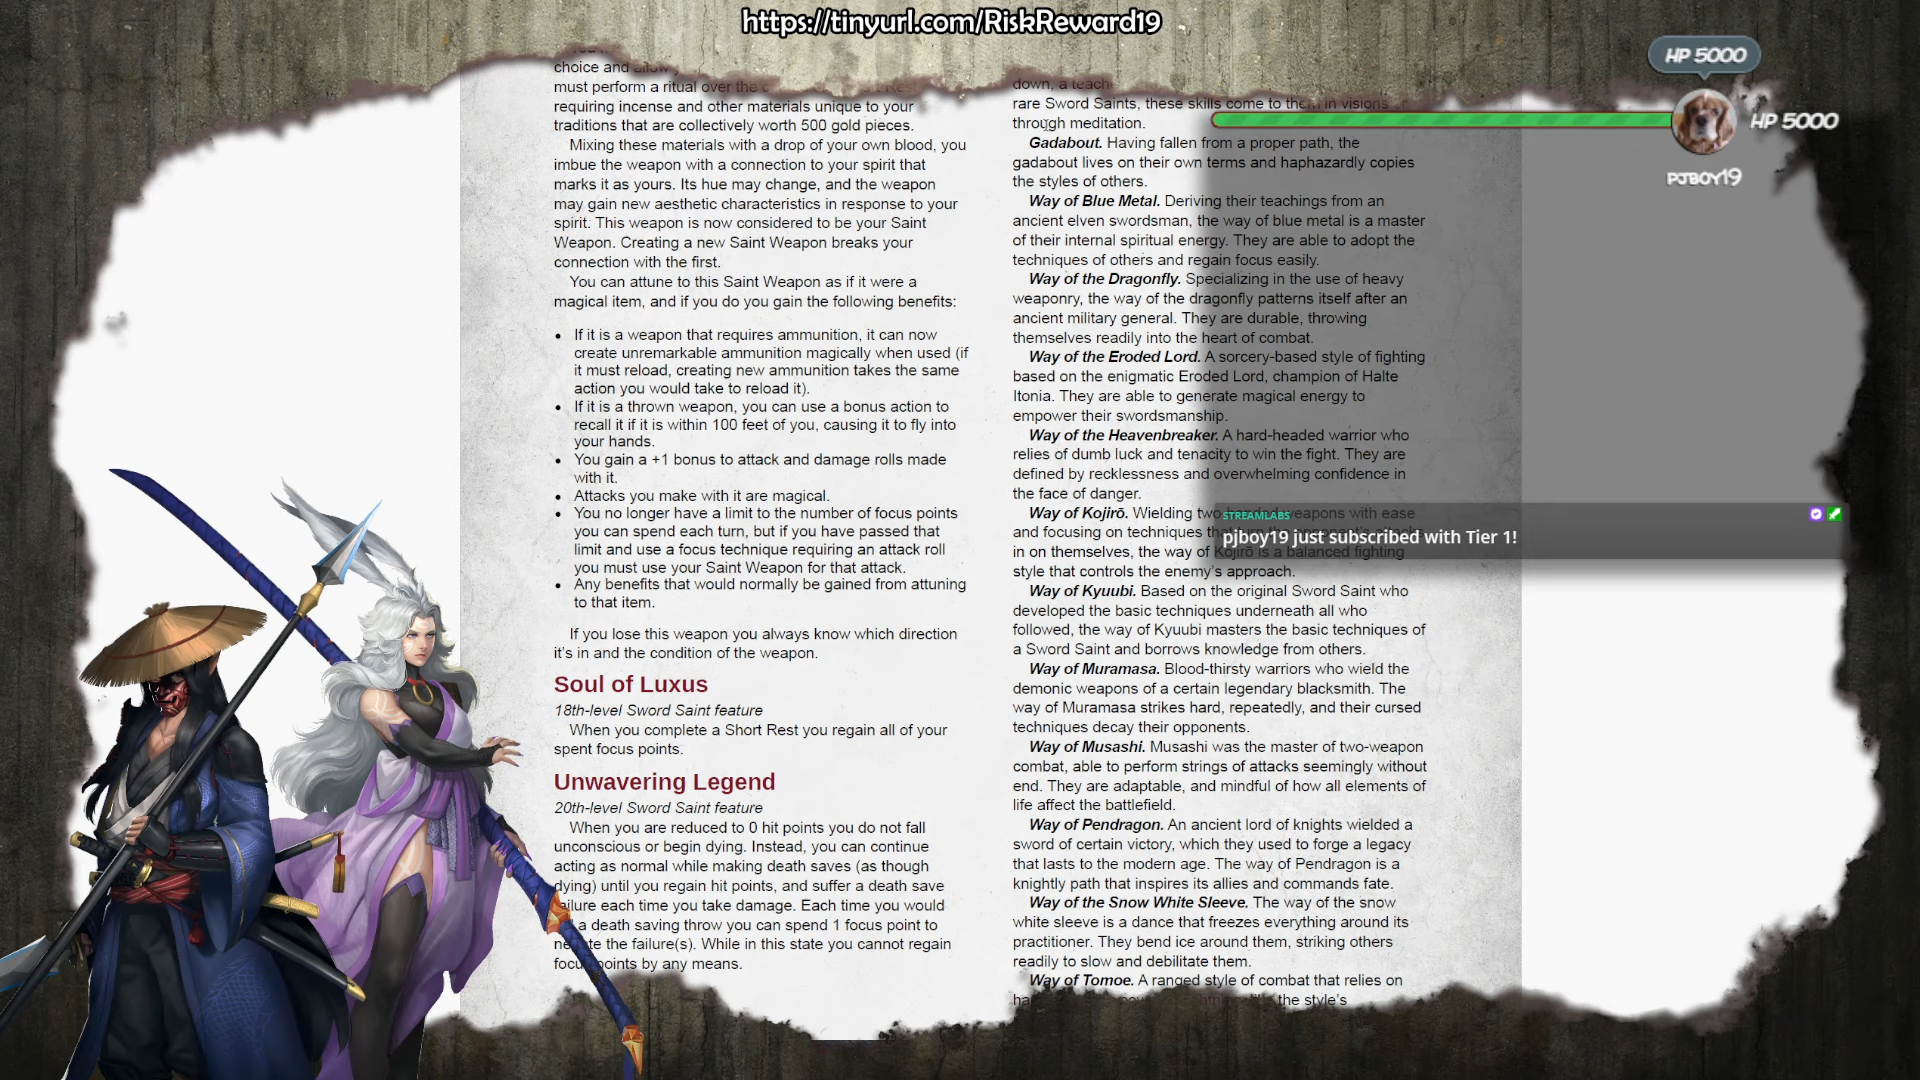 https://tinyurl.com/RiskReward19
choice and allow
must perform a ritual over the
requiring incense and other materials unique to your
traditions that are collectively worth 500 gold pieces.
Mixing these materials with a drop of your own blood, you
imbue the weapon with a connection to your spirit that
marks it as yours. Its hue may change, and the weapon
may gain new aesthetic characteristics in response to your
spirit. This weapon is now considered to be your Saint
Weapon. Creating a new Saint Weapon breaks your
connection with the first.
You can attune to this Saint Weapon as if it were a
magical item, and if you do you gain the following benefits:
• If it is a weapon that requires ammunition, it can now
create unremarkable ammunition magically when used (if
it must reload, creating new ammunition takes the same
action you would take to reload it).
• If it is a thrown weapon, you can use a bonus action to
recall it if it is within 100 feet of you, causing it to fly into
your hands.
• You gain a +1 bonus to attack and damage rolls made
with it.
• Attacks you make with it are magical.
• You no longer have a limit to the number of focus points
you can spend each turn, but if you have passed that
limit and use a focus technique requiring an attack roll
you must use your Saint Weapon for that attack.
• Any benefits that would normally be gained from attuning
to that item.
If you lose this weapon you always know which direction
it's in and the condition of the weapon.
Soul of Luxus
18th-level Sword Saint feature
When you complete a Short Rest you regain all of your
spent focus points.
Unwavering Legend
20th-level Sword Saint feature
When you are reduced to 0 hit points you do not fall
unconscious or begin dying. Instead, you can continue
acting as normal while making death saves (as though
dying) until you regain hit points, and suffer a death save
failure each time you take damage. Each time you would
a death saving throw you can spend 1 focus point to
negate the failure(s). While in this state you cannot regain
focus points by any means.
down, a teach
rare Sword Saints, these skills come to them in visions or
through meditation.
Gadabout. Having fallen from a proper path, the
gadabout lives on their own terms and haphazardly copies
the styles of others.
Way of Blue Metal. Deriving their teachings from an
ancient elven swordsman, the way of blue metal is a master
of their internal spiritual energy. They are able to adopt the
techniques of others and regain focus easily.
Way of the Dragonfly. Specializing in the use of heavy
weaponry, the way of the dragonfly patterns itself after an
ancient military general. They are durable, throwing
themselves readily into the heart of combat.
Way of the Eroded Lord. A sorcery-based style of fighting
based on the enigmatic Eroded Lord, champion of Halte
Itonia. They are able to generate magical energy to
empower their swordsmanship.
Way of the Heavenbreaker. A hard-headed warrior who
relies of dumb luck and tenacity to win the fight. They are
defined by recklessness and overwhelming confidence in
the face of danger.
Way of Kojirō. Wielding two-handed weapons with ease
and focusing on techniques that turn the opponent's attacks
in on themselves, the way of Kojirō is a balanced fighting
style that controls the enemy's approach.
Way of Kyuubi. Based on the original Sword Saint who
developed the basic techniques underneath all who
followed, the way of Kyuubi masters the basic techniques of
a Sword Saint and borrows knowledge from others.
Way of Muramasa. Blood-thirsty warriors who wield the
demonic weapons of a certain legendary blacksmith. The
way of Muramasa strikes hard, repeatedly, and their cursed
techniques decay their opponents.
Way of Musashi. Musashi was the master of two-weapon
combat, able to perform strings of attacks seemingly without
end. They are adaptable, and mindful of how all elements of
life affect the battlefield.
Way of Pendragon. An ancient lord of knights wielded a
sword of certain victory, which they used to forge a legacy
that lasts to the modern age. The way of Pendragon is a
knightly path that inspires its allies and commands fate.
Way of the Snow White Sleeve. The way of the snow
white sleeve is a dance that freezes everything around its
practitioner. They bend ice around them, striking others
readily to slow and debilitate them.
Way of Tomoe. A ranged style of combat that relies on
the style's
HP 5000
HP 5000
PJBOY19
STREAMLABS
pjboy19 just subscribed with Tier 1!